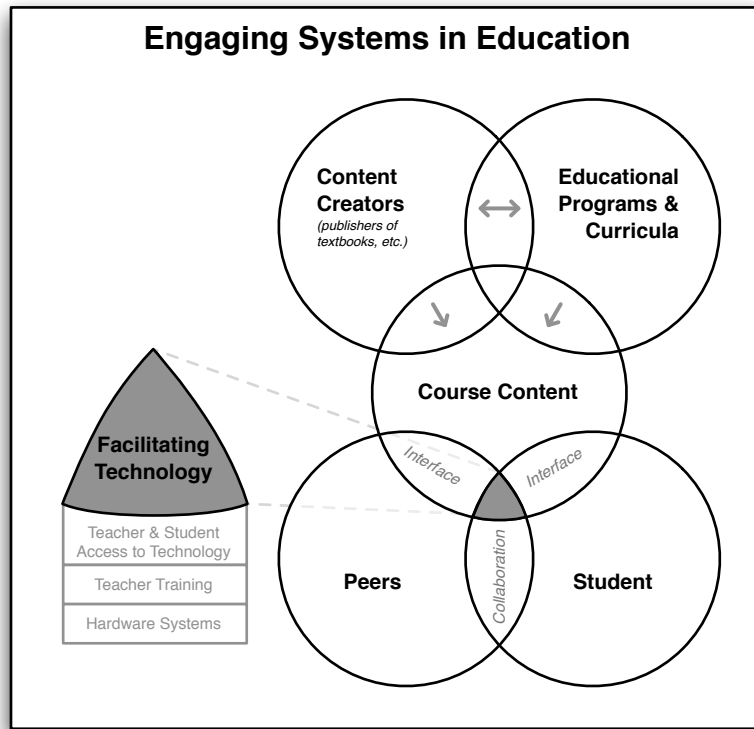 Engaging Systems in Education
Content
Creators
(publishers of
textbooks, etc.)
Educational
Programs &
Curricula
Course Content
Interface
Interface
Facilitating
Technology
Teacher & Student
Access to Technology
Teacher Training
Hardware Systems
Peers
Collaboration
Student